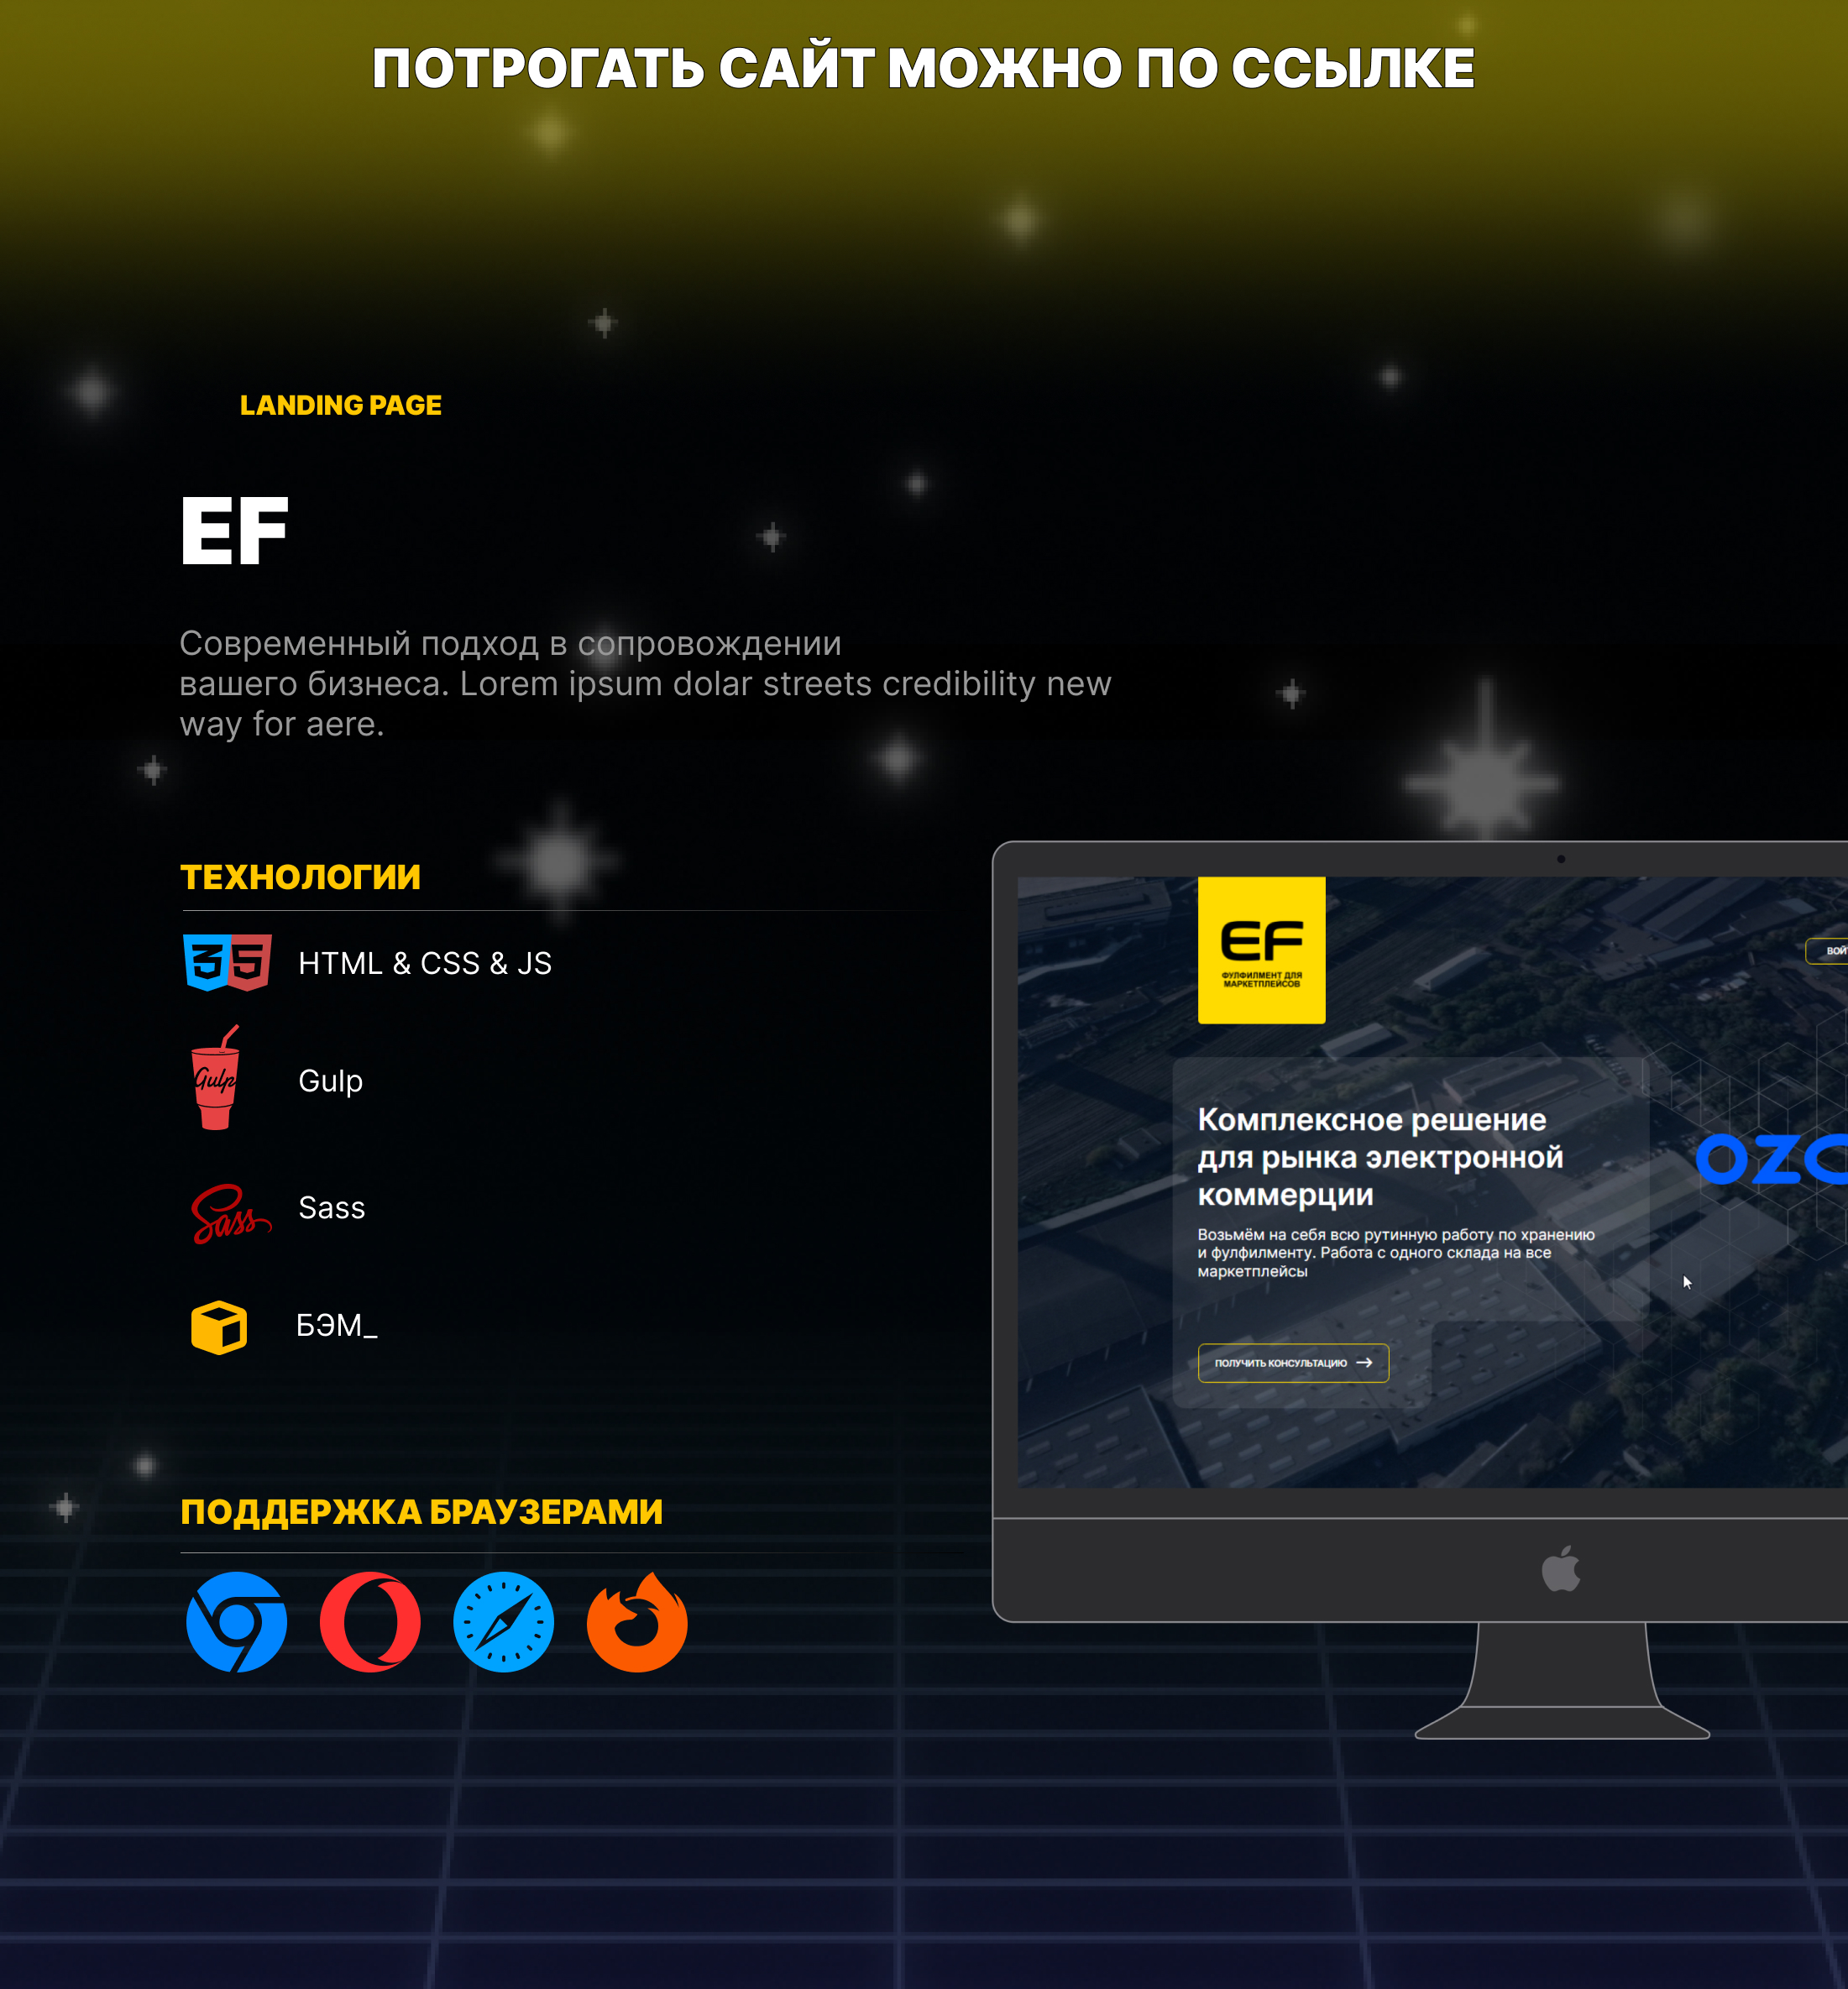 ПОТРОГАТЬ САЙТ МОЖНО ПО ССЫЛКЕ
LANDING PAGE
EF
Современный подход в сопровождении
вашего бизнеса. Lorem ipsum dolar streets credibility new
way for aere.
ТЕХНОЛОГИИ
HTML & CSS & JS
Gulp
Gulp
Sass
Sass
БЭМ_
ПОДДЕРЖКА БРАУЗЕРАМИ
EF
ФУЛФИЛМЕНТ ДЛЯ
МАРКЕТПЛЕЙСОВ
Комплексное решение
для рынка электронной
коммерции
Возьмём на себя всю рутинную работу по хранению
и фулфилменту. Работа с одного склада на все
маркетплейсы
ПОЛУЧИТЬ КОНСУЛЬТАЦИЮ